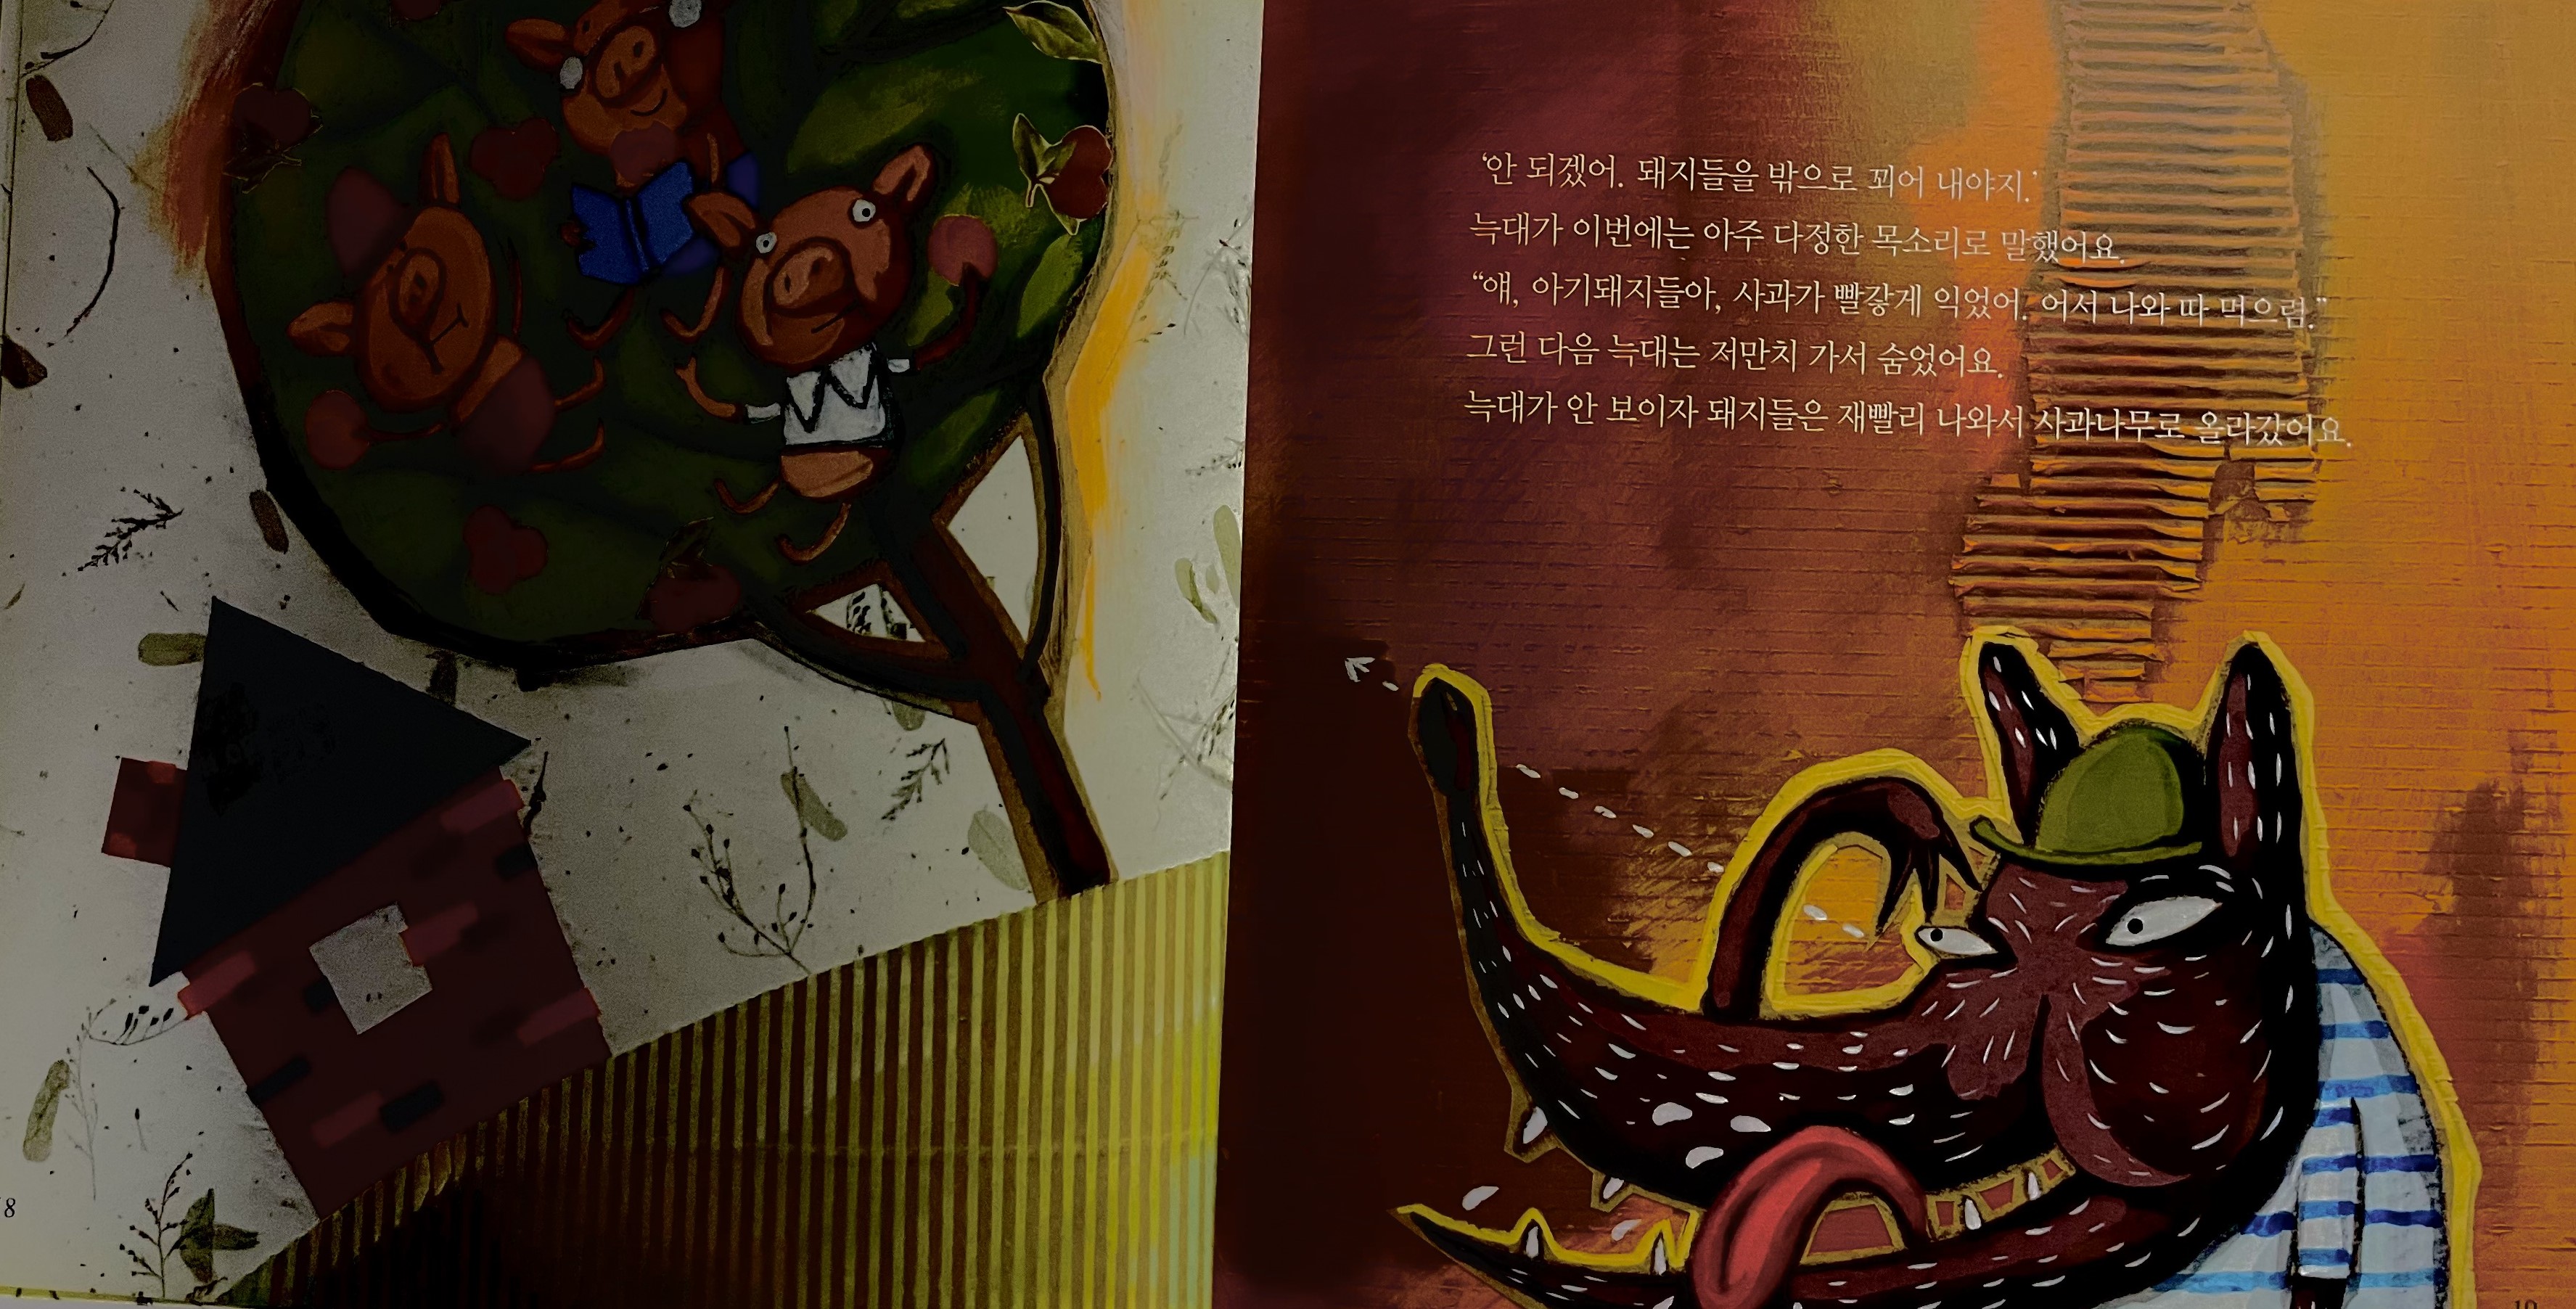 ‘안 되겠어. 돼지들을 밖으로 꾀어 내야지.’
늑대가 이번에는 아주 다정한 목소리로 말했어요.
“얘, 아기돼지들아, 사과가 빨갛게 익었어. 어서 나와 따 먹으렴.”
그런 다음 늑대는 저만치 가서 숨었어요.
늑대가 안 보이자 돼지들은 재빨리 나와서 사과나무로 올라갔어요.